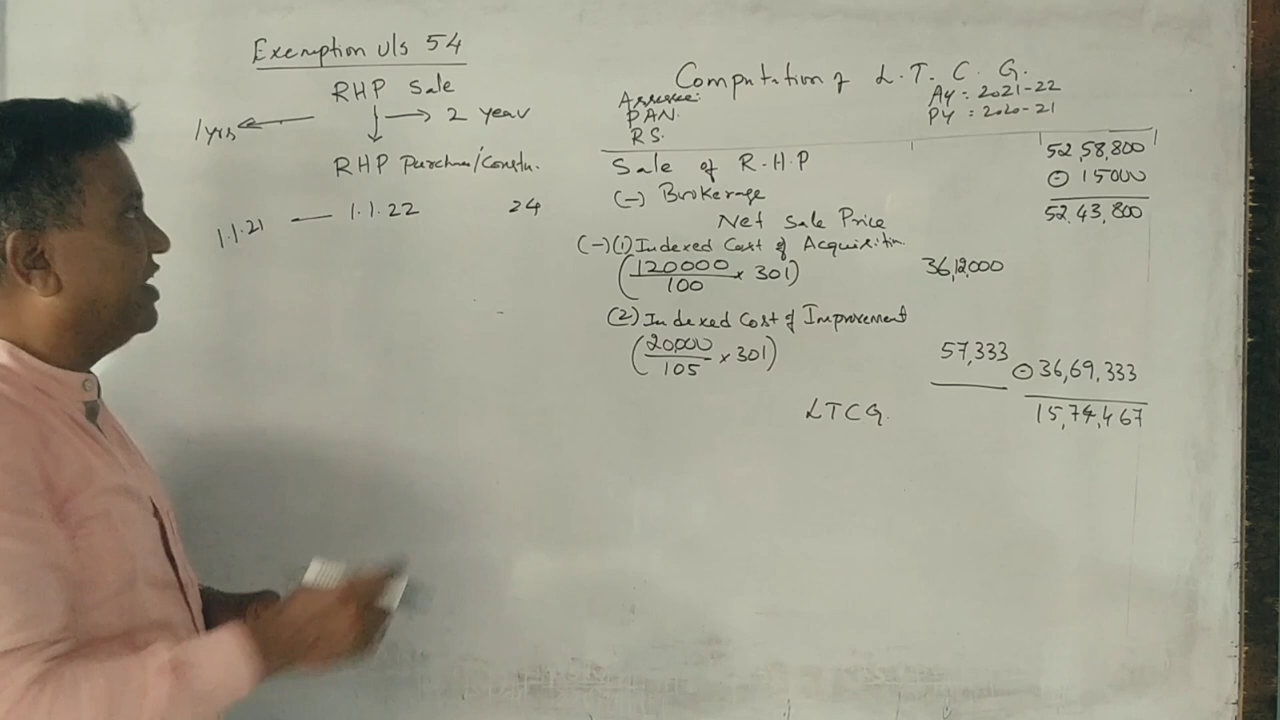 Exemption u/s 54
RHP Sale
1yrs ← → 2 year
RHP Purchase/Constn.
1.1.21 — 1.1.22 24
Computation of L.T.C.G.
Assessee:
PAN.
RS.
AY: 2021-22
PY: 2020-21
Sale of R-H-P 52,58,800
(-) Brokerage ⊖ 15000
Net Sale Price 52,43,800
(-)(1) Indexed Cost of Acquisition
(120000/100 × 301) 36,12,000
(2) Indexed Cost of Improvement
(20,000/105 × 301) 57,333 ⊖ 36,69,333
LTCG. 15,74,467